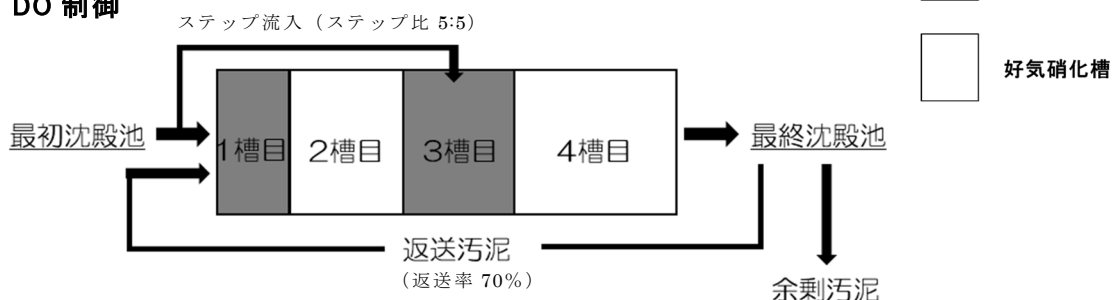 DO 制御
ステップ流入（ステップ比 5:5）
好気硝化槽
最初沈殿池
1槽目
2槽目
3槽目
4槽目
最終沈殿池
返送汚泥
（返送率 70%）
余剰汚泥